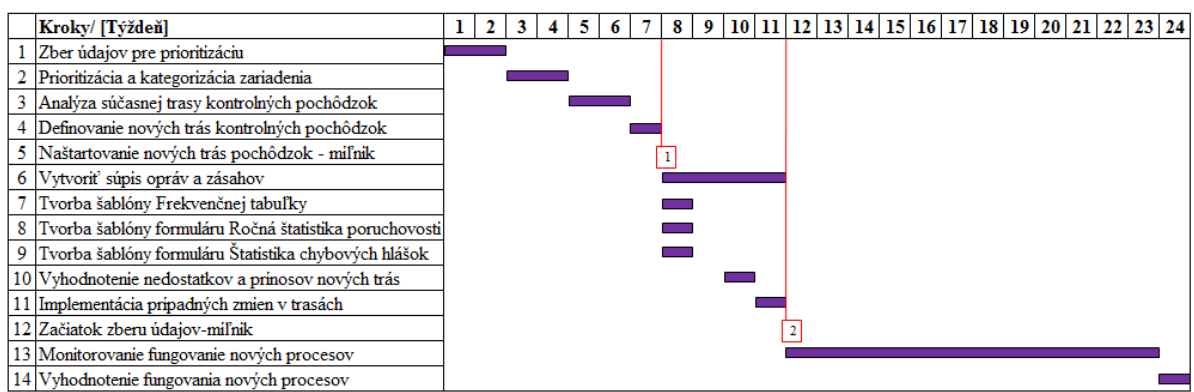 Kroky/ [Týždeň] 1 2 3 4 5 6 7 8 9 10 11 12 13 14 15 16 17 18 19 20 21 22 23 24
1 Zber údajov pre prioritizáciu
2 Prioritizácia a kategorizácia zariadenia
3 Analýza súčasnej trasy kontrolných pochôdzok
4 Definovanie nových trás kontrolných pochôdzok
5 Naštartovanie nových trás pochôdzok - míľnik 1
6 Vytvoriť súpis opráv a zásahov
7 Tvorba šablóny Frekvenčnej tabuľky
8 Tvorba šablóny formuláru Ročná štatistika poruchovosti
9 Tvorba šablóny formuláru Štatistika chybových hlášok
10 Vyhodnotenie nedostatkov a prínosov nových trás
11 Implementácia prípadných zmien v trasách
12 Začiatok zberu údajov-míľnik 2
13 Monitorovanie fungovanie nových procesov
14 Vyhodnotenie fungovania nových procesov